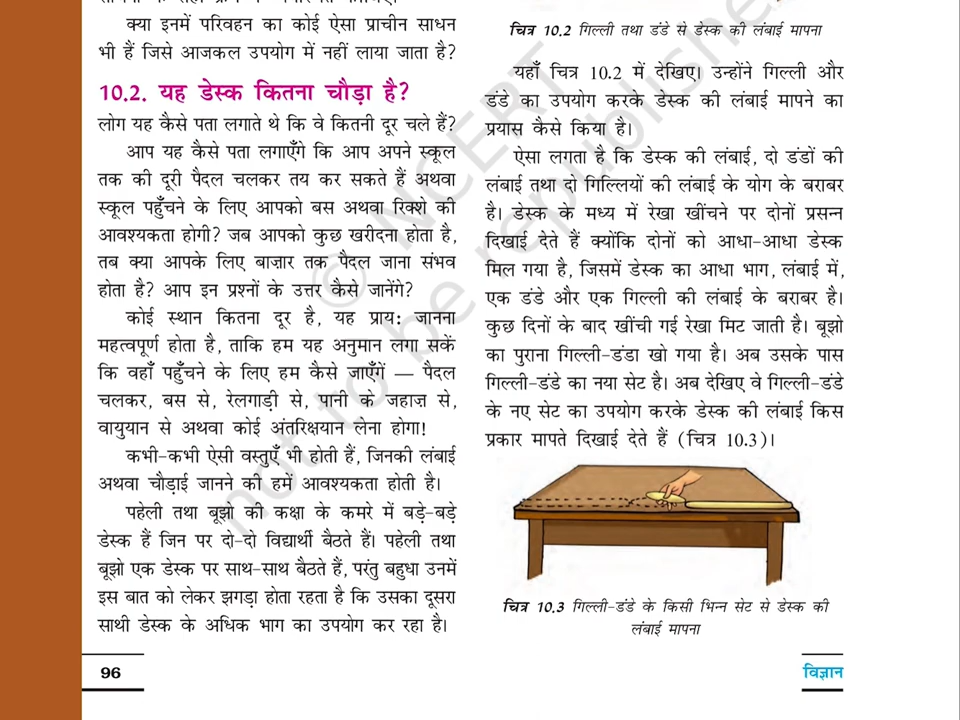 क्या इनमें परिवहन का कोई ऐसा प्राचीन साधन
भी हैं जिसे आजकल उपयोग में नहीं लाया जाता है?
10.2. यह डेस्क कितना चौड़ा है?
लोग यह कैसे पता लगाते थे कि वे कितनी दूर चले हैं?
आप यह कैसे पता लगाएँगे कि आप अपने स्कूल
तक की दूरी पैदल चलकर तय कर सकते हैं अथवा
स्कूल पहुँचने के लिए आपको बस अथवा रिक्शे की
आवश्यकता होगी? जब आपको कुछ खरीदना होता है,
तब क्या आपके लिए बाज़ार तक पैदल जाना संभव
होता है? आप इन प्रश्नों के उत्तर कैसे जानेंगे?
कोई स्थान कितना दूर है, यह प्राय: जानना
महत्वपूर्ण होता है, ताकि हम यह अनुमान लगा सकें
कि वहाँ पहुँचने के लिए हम कैसे जाएँगें — पैदल
चलकर, बस से, रेलगाड़ी से, पानी के जहाज़ से,
वायुयान से अथवा कोई अंतरिक्षयान लेना होगा!
कभी-कभी ऐसी वस्तुएँ भी होती हैं, जिनकी लंबाई
अथवा चौड़ाई जानने की हमें आवश्यकता होती है।
पहेली तथा बूझो की कक्षा के कमरे में बड़े-बड़े
डेस्क हैं जिन पर दो-दो विद्यार्थी बैठते हैं। पहेली तथा
बूझो एक डेस्क पर साथ-साथ बैठते हैं, परंतु बहुधा उनमें
इस बात को लेकर झगड़ा होता रहता है कि उसका दूसरा
साथी डेस्क के अधिक भाग का उपयोग कर रहा है।
चित्र 10.2 गिल्ली तथा डंडे से डेस्क की लंबाई मापना
यहाँ चित्र 10.2 में देखिए। उन्होंने गिल्ली और
डंडे का उपयोग करके डेस्क की लंबाई मापने का
प्रयास कैसे किया है।
ऐसा लगता है कि डेस्क की लंबाई, दो डंडों की
लंबाई तथा दो गिल्लियों की लंबाई के योग के बराबर
है। डेस्क के मध्य में रेखा खींचने पर दोनों प्रसन्न
दिखाई देते हैं क्योंकि दोनों को आधा-आधा डेस्क
मिल गया है, जिसमें डेस्क का आधा भाग, लंबाई में,
एक डंडे और एक गिल्ली की लंबाई के बराबर है।
कुछ दिनों के बाद खींची गई रेखा मिट जाती है। बूझो
का पुराना गिल्ली-डंडा खो गया है। अब उसके पास
गिल्ली-डंडे का नया सेट है। अब देखिए वे गिल्ली-डंडे
के नए सेट का उपयोग करके डेस्क की लंबाई किस
प्रकार मापते दिखाई देते हैं (चित्र 10.3)।
चित्र 10.3 गिल्ली-डंडे के किसी भिन्न सेट से डेस्क की
लंबाई मापना
96
विज्ञान
© NCERT
not to be republished